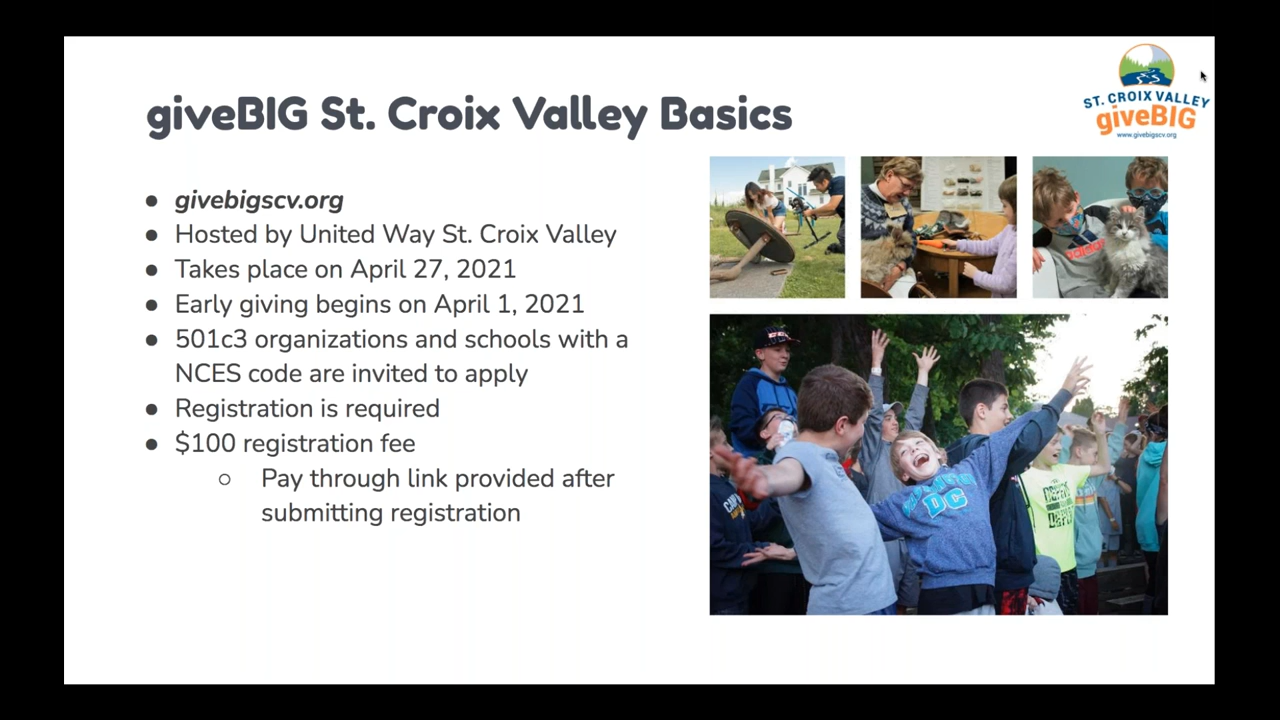 giveBIG St. Croix Valley Basics
ST. CROIX VALLEY
giveBIG
www.givebigscv.org
● givebigscv.org
● Hosted by United Way St. Croix Valley
● Takes place on April 27, 2021
● Early giving begins on April 1, 2021
● 501c3 organizations and schools with a
NCES code are invited to apply
● Registration is required
● $100 registration fee
○ Pay through link provided after
submitting registration
DC